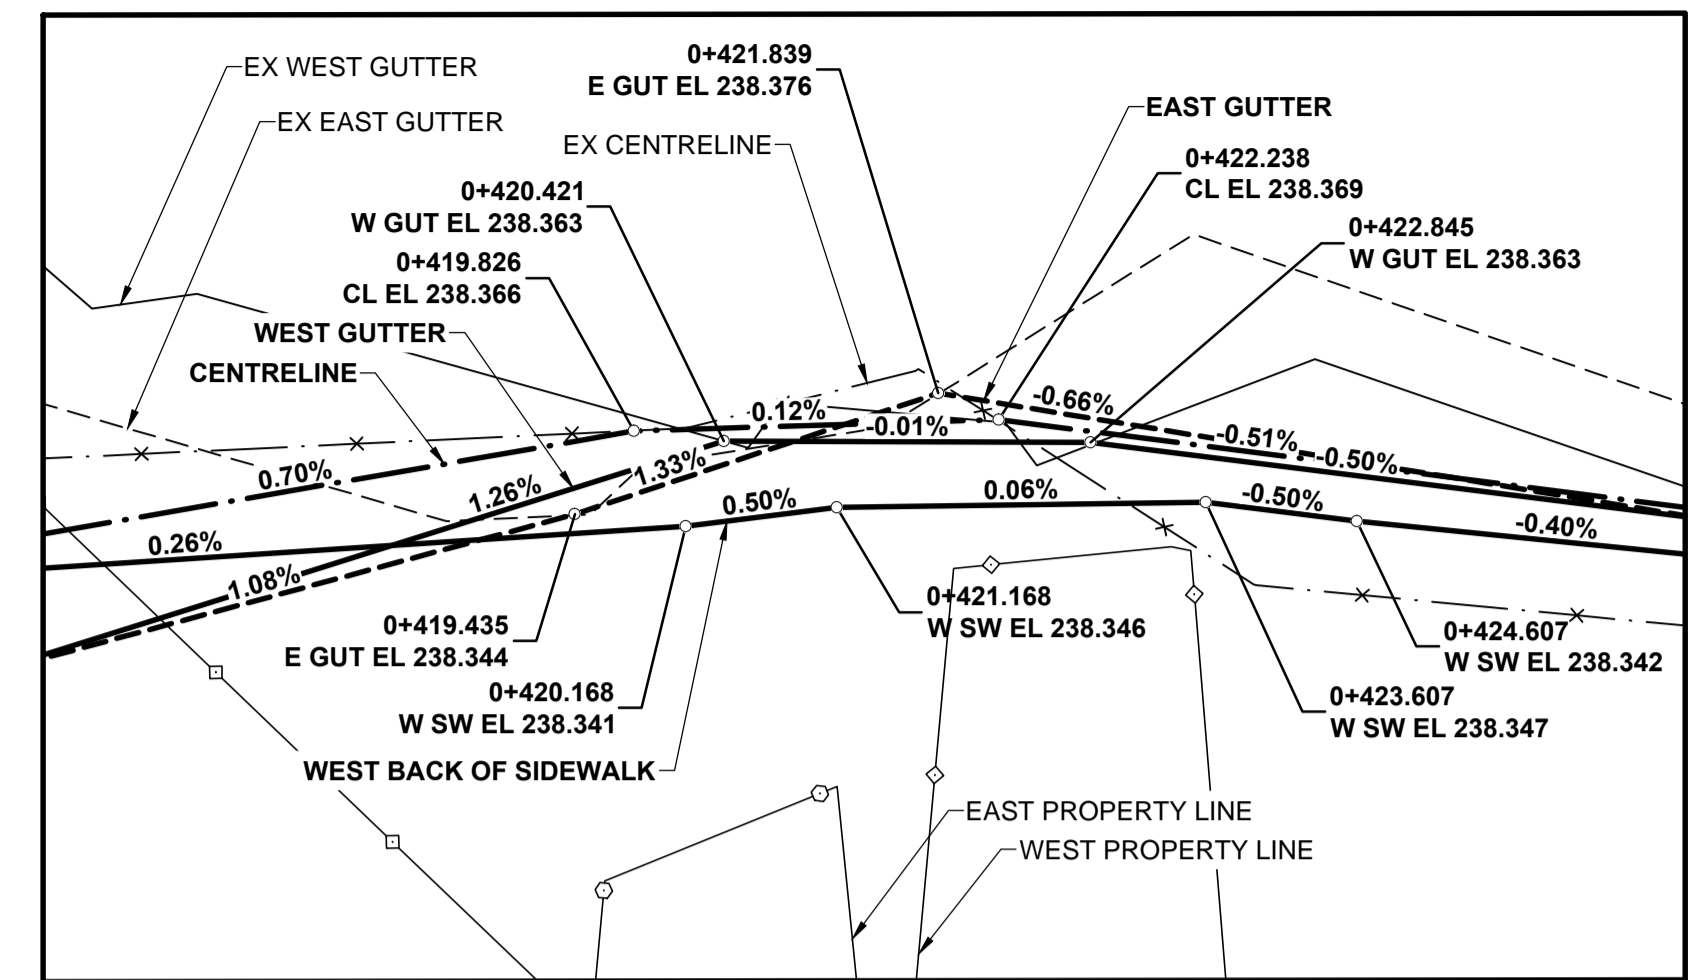 EX WEST GUTTER
EX EAST GUTTER
0+421.839
E GUT EL 238.376
EX CENTRELINE
EAST GUTTER
0+422.238
CL EL 238.369
0+420.421
W GUT EL 238.363
0+422.845
W GUT EL 238.363
0+419.826
CL EL 238.366
WEST GUTTER
CENTRELINE
0.12%
-0.01%
-0.66%
-0.51%
-0.50%
0.70%
1.26%
1.33%
0.50%
0.06%
-0.50%
-0.40%
0.26%
1.08%
0+419.435
E GUT EL 238.344
0+421.168
W SW EL 238.346
0+424.607
W SW EL 238.342
0+420.168
W SW EL 238.341
0+423.607
W SW EL 238.347
WEST BACK OF SIDEWALK
EAST PROPERTY LINE
WEST PROPERTY LINE